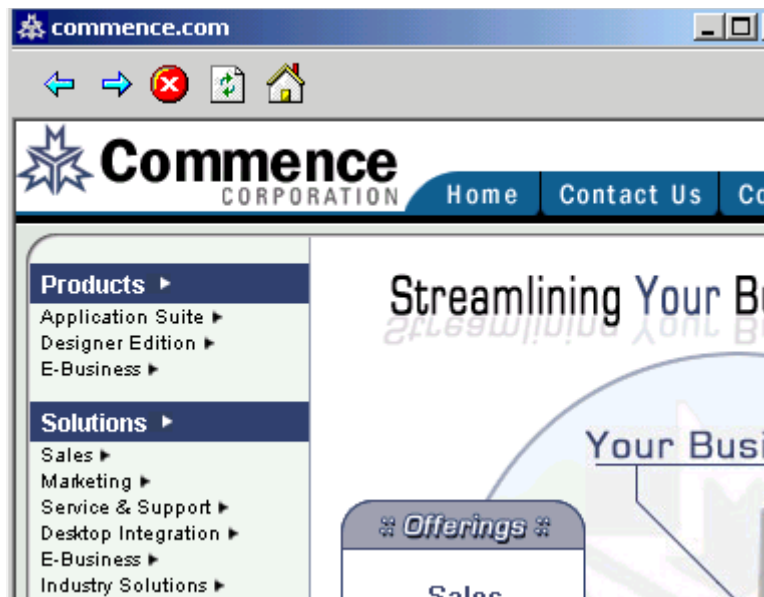 commence.com
Commence
CORPORATION
Home
Contact Us
Products
Application Suite
Designer Edition
E-Business
Solutions
Sales
Marketing
Service & Support
Desktop Integration
E-Business
Industry Solutions
Streamlining Your
Your
Offerings
Sales